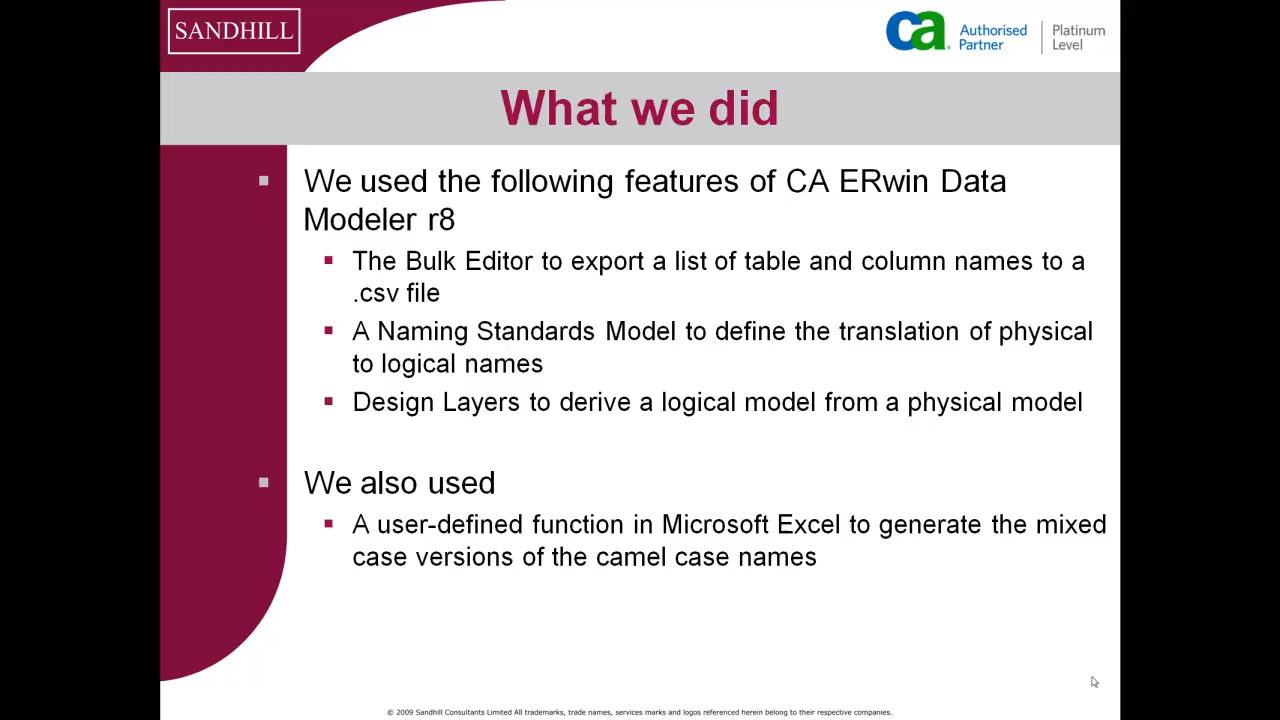 SANDHILL
ca Authorised Partner Platinum Level
What we did
We used the following features of CA ERwin Data
Modeler r8
The Bulk Editor to export a list of table and column names to a
.csv file
A Naming Standards Model to define the translation of physical
to logical names
Design Layers to derive a logical model from a physical model
We also used
A user-defined function in Microsoft Excel to generate the mixed
case versions of the camel case names
© 2009 Sandhill Consultants Limited All trademarks, trade names, services marks and logos referenced herein belong to their respective companies.